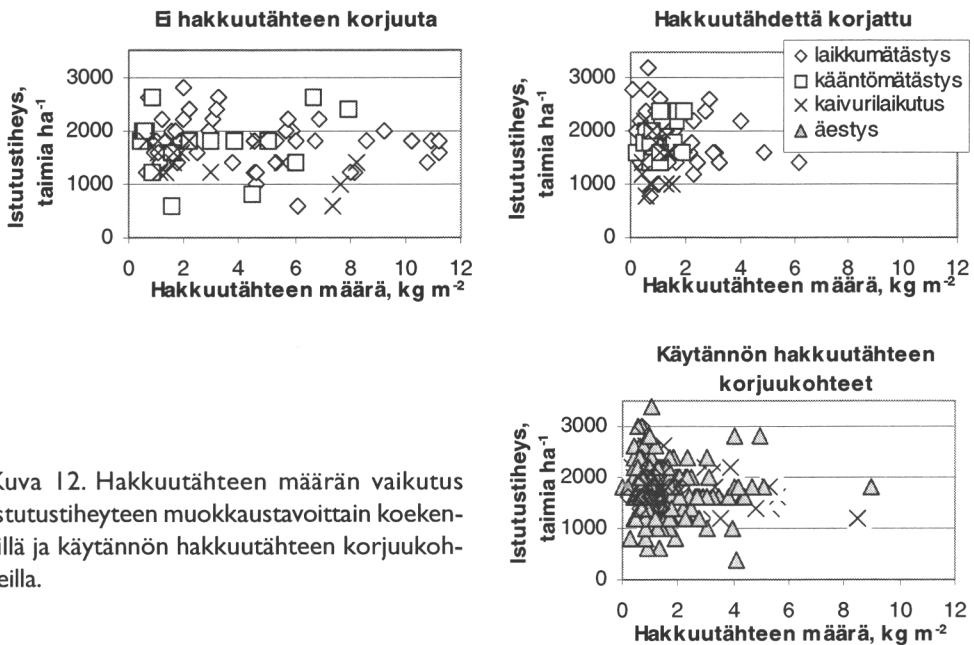 Ei hakkuutähteen korjuuta
Istutustiheys,
taimia ha⁻¹
3000
2000
1000
0
0 2 4 6 8 10 12
Hakkuutähteen määrä, kg m⁻²
Hakkuutähdettä korjattu
laikkumätästys
kääntömätästys
kaivurilaikutus
äestys
Istutustiheys,
taimia ha⁻¹
3000
2000
1000
0
0 2 4 6 8 10 12
Hakkuutähteen määrä, kg m⁻²
Käytännön hakkuutähteen
korjuukohteet
Istutustiheys,
taimia ha⁻¹
3000
2000
1000
0
0 2 4 6 8 10 12
Hakkuutähteen määrä, kg m⁻²
Kuva 12. Hakkuutähteen määrän vaikutus
istutustiheyteen muokkaustavoittain koeken-
illä ja käytännön hakkuutähteen korjuukoh-
eilla.